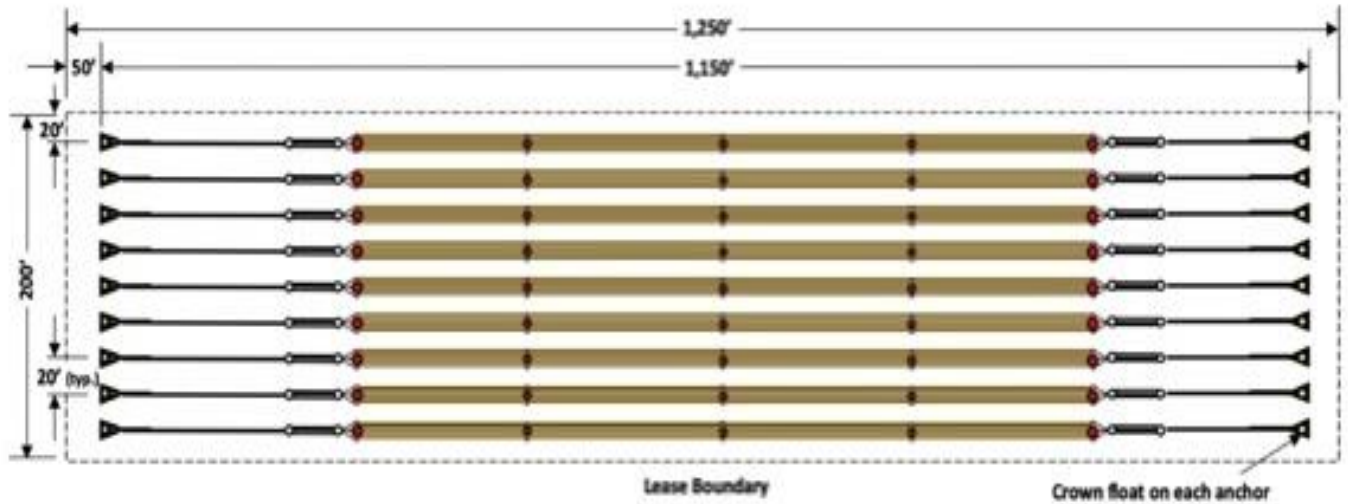 1,250'
50'
1,150'
20'
200'
20' (typ.)
Lease Boundary
Crown float on each anchor